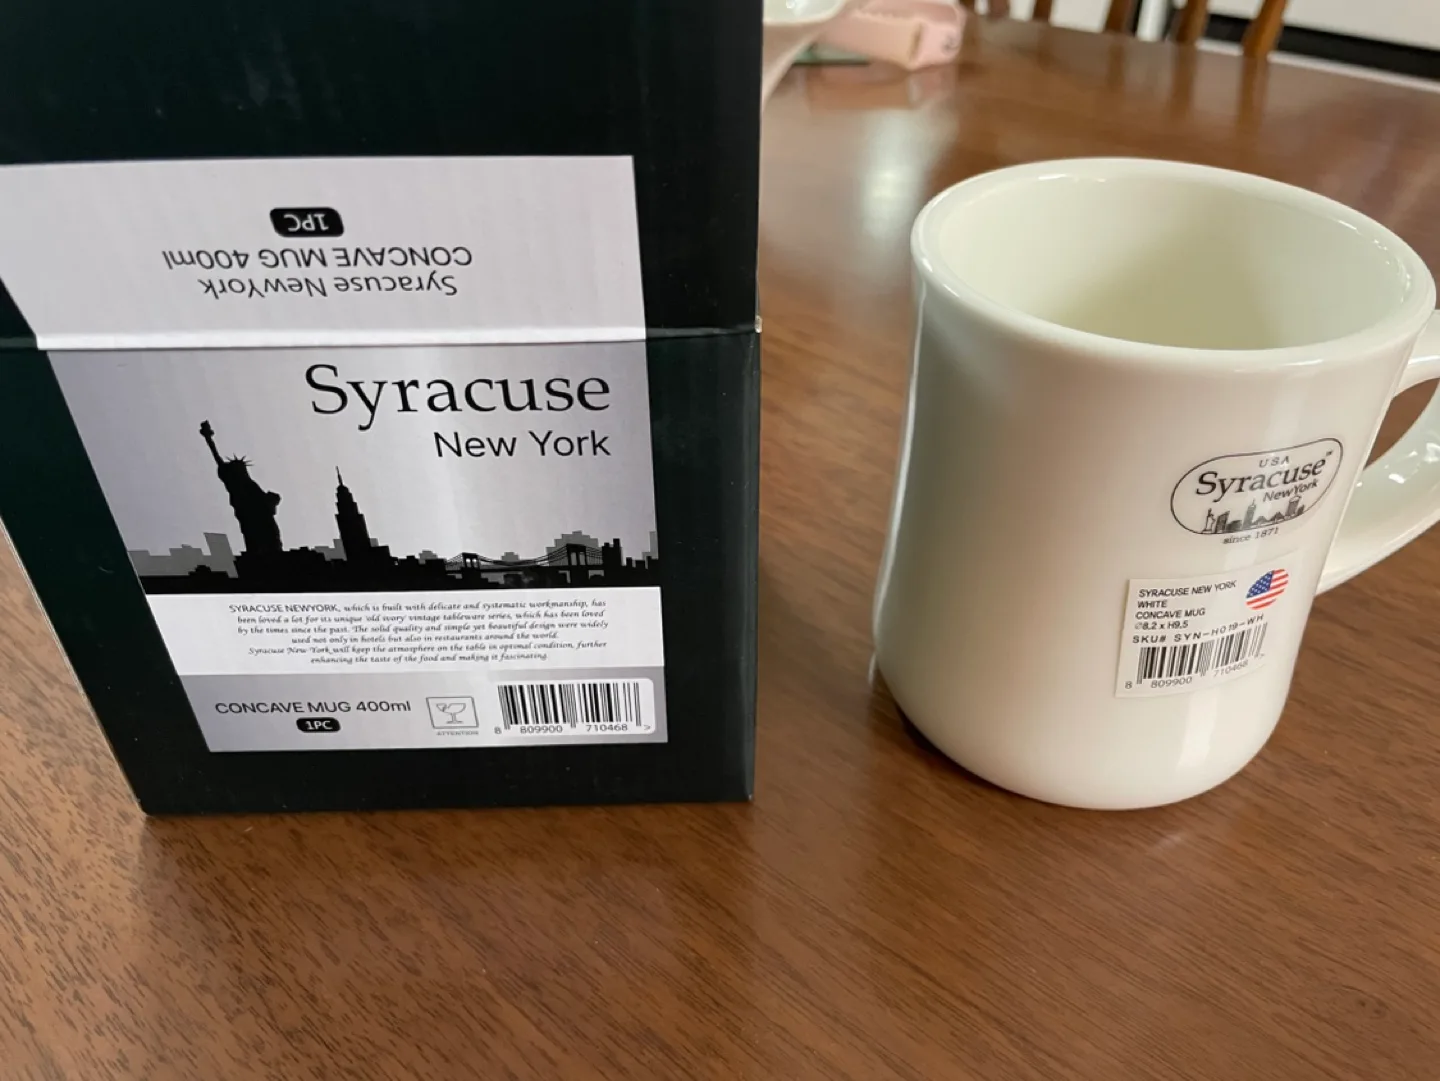 1PC
CONCAVE MUG 400ml
Syracuse NewYork
Syracuse
New York
SYRACUSE NEWYORK, which is built with delicate and systematic workmanship, has
been loved a lot for its unique 'old ivory' vintage tableware series, which has been loved
by the times since the past. The solid quality and simple yet beautiful design were widely
used not only in hotels but also in restaurants around the world.
Syracuse New York will keep the atmosphere on the table in optimal condition, further
enhancing the taste of the food and making it fascinating.
CONCAVE MUG 400ml
1PC
ATTENTION
8 809900 710468 >
USA
Syracuse™
NewYork
since 1871
SYRACUSE NEW YORK
WHITE
CONCAVE MUG
∅8.2 x H9.5
SKU# SYN-H019-WH
8 809900 710468 >